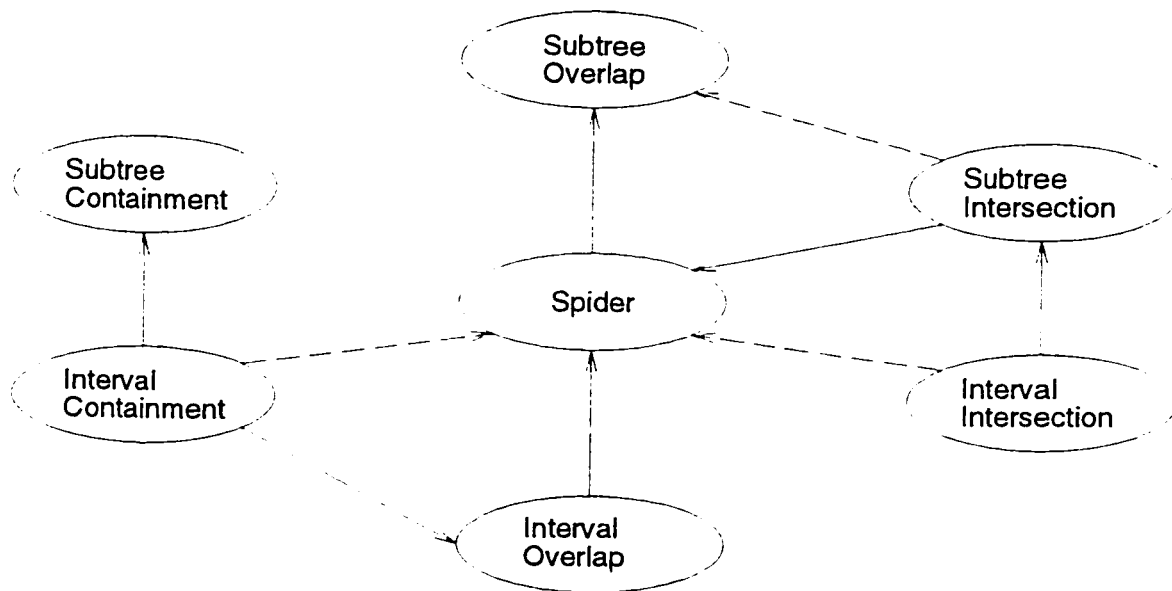 Subtree
Overlap
Subtree
Containment
Subtree
Intersection
Spider
Interval
Containment
Interval
Intersection
Interval
Overlap